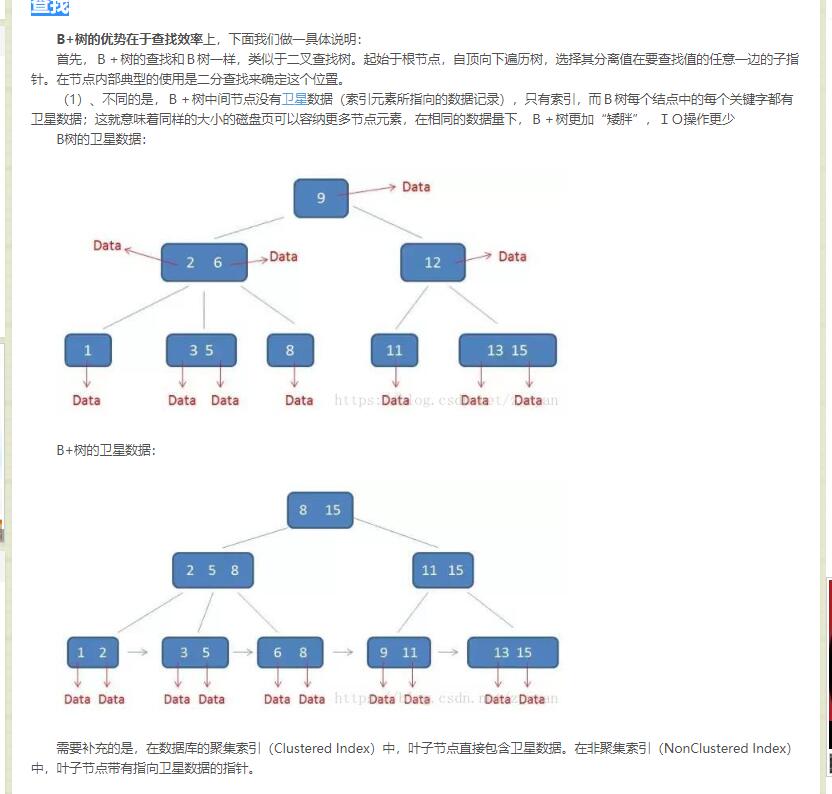 查找
B+树的优势在于查找效率上，下面我们做一具体说明：
首先，Ｂ+树的查找和Ｂ树一样，类似于二叉查找树。起始于根节点，自顶向下遍历树，选择其分离值在要查找值的任意一边的子指
针。在节点内部典型的使用是二分查找来确定这个位置。
（1）、不同的是，Ｂ+树中间节点没有卫星数据（索引元素所指向的数据记录），只有索引，而Ｂ树每个结点中的每个关键字都有
卫星数据；这就意味着同样的大小的磁盘页可以容纳更多节点元素，在相同的数据量下，Ｂ+树更加“矮胖”，ＩＯ操作更少
B树的卫星数据：
9 Data
Data 2 6 Data 12 Data
1 3 5 8 11 13 15
Data Data Data Data Data Data Data
B+树的卫星数据：
8 15
2 5 8 11 15
1 2 3 5 6 8 9 11 13 15
Data Data Data Data Data Data Data Data Data Data
需要补充的是，在数据库的聚集索引（Clustered Index）中，叶子节点直接包含卫星数据。在非聚集索引（NonClustered Index）
中，叶子节点带有指向卫星数据的指针。